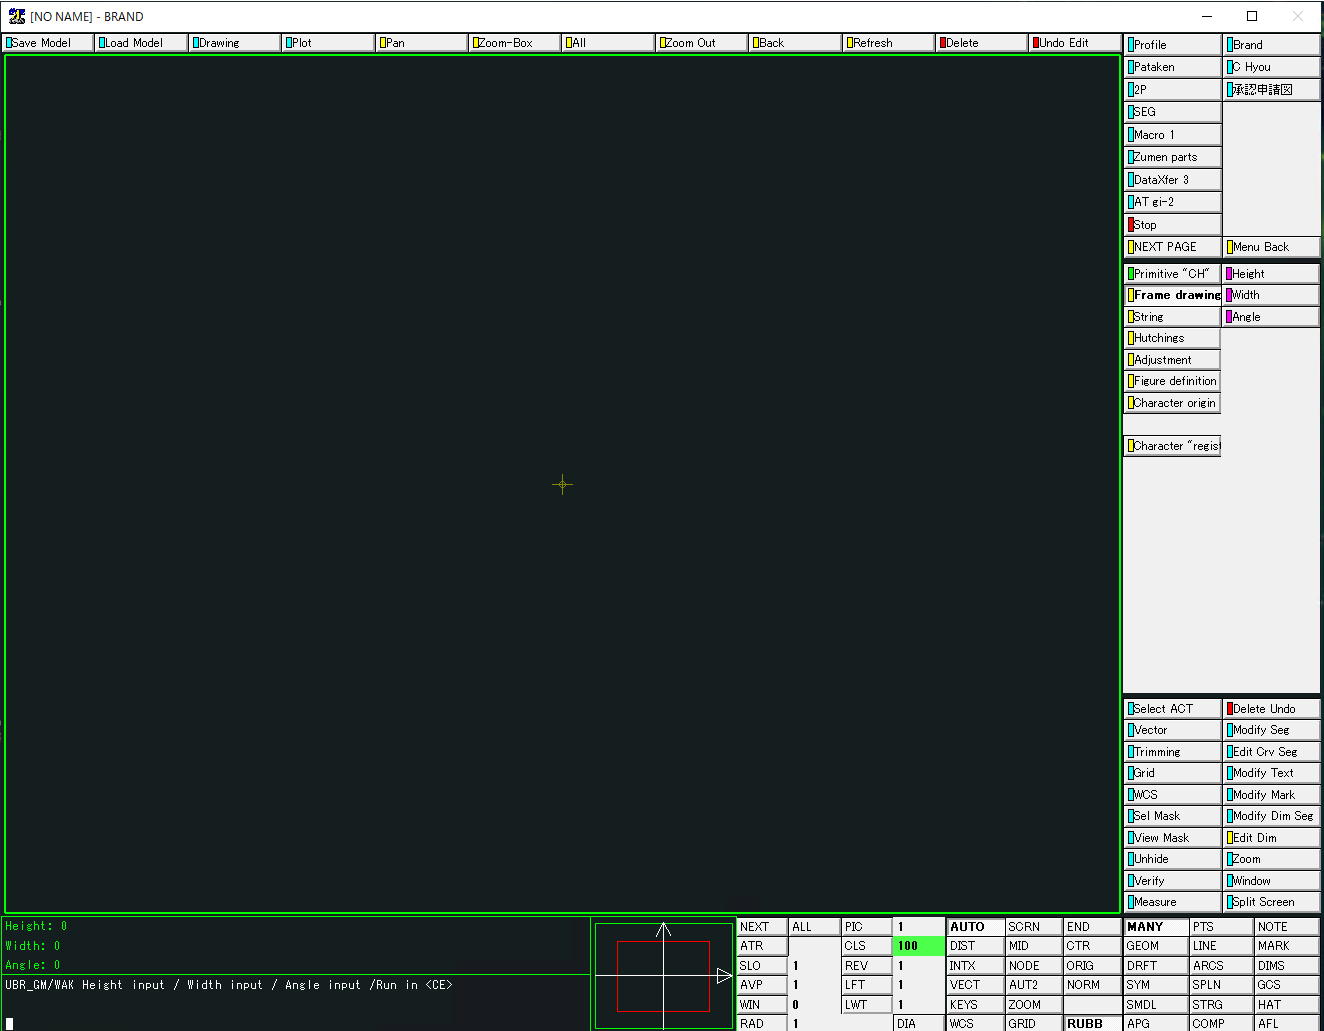 [NO NAME] - BRAND
Save Model Load Model Drawing Plot Pan Zoom-Box All Zoom Out Back Refresh Delete Undo Edit
Profile Brand
Pataken C Hyou
2P 承認申請図
SEG
Macro 1
Zumen parts
DataXfer 3
AT gi-2
Stop
NEXT PAGE Menu Back
Primitive "CH" Height
Frame drawing Width
String Angle
Hutchings
Adjustment
Figure definition
Character origin
Character "regist
Select ACT Delete Undo
Vector Modify Seg
Trimming Edit Crv Seg
Grid Modify Text
WCS Modify Mark
Sel Mask Modify Dim Seg
View Mask Edit Dim
Unhide Zoom
Verify Window
Measure Split Screen
Height: 0
Width: 0
Angle: 0
UBR_GM/WAK Height input / Width input / Angle input /Run in <CE>
NEXT ALL PIC 1 AUTO SCRN END MANY PTS NOTE
ATR CLS 100 DIST MID CTR GEOM LINE MARK
SLO 1 REV 1 INTX NODE ORIG DRFT ARCS DIMS
AVP 1 LFT 1 VECT AUT2 NORM SYM SPLN GCS
WIN 0 LWT 1 KEYS ZOOM SMDL STRG HAT
RAD 1 DIA WCS GRID RUBB APG COMP AFL